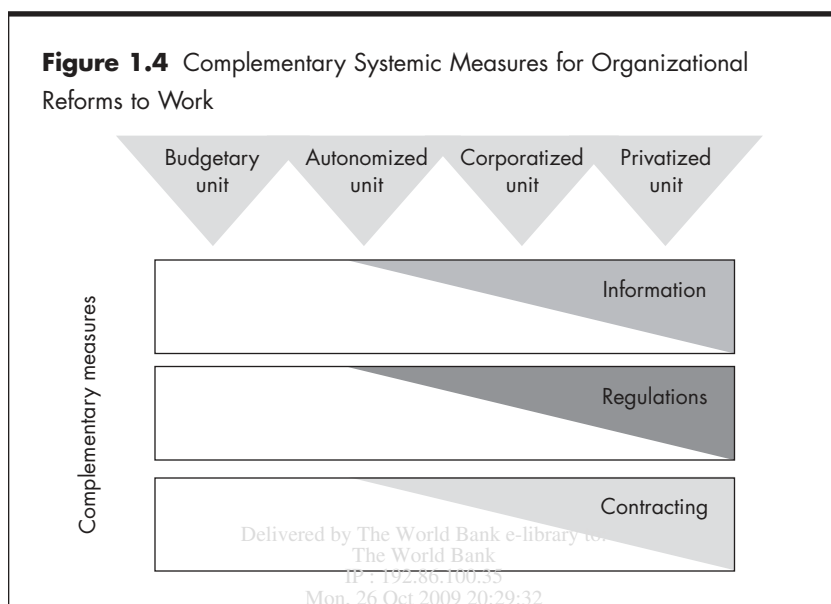 Figure 1.4 Complementary Systemic Measures for Organizational
Reforms to Work
Budgetary unit
Autonomized unit
Corporatized unit
Privatized unit
Complementary measures
Information
Regulations
Contracting
Delivered by The World Bank e-library to:
The World Bank
IP : 192.86.100.35
Mon, 26 Oct 2009 20:29:32